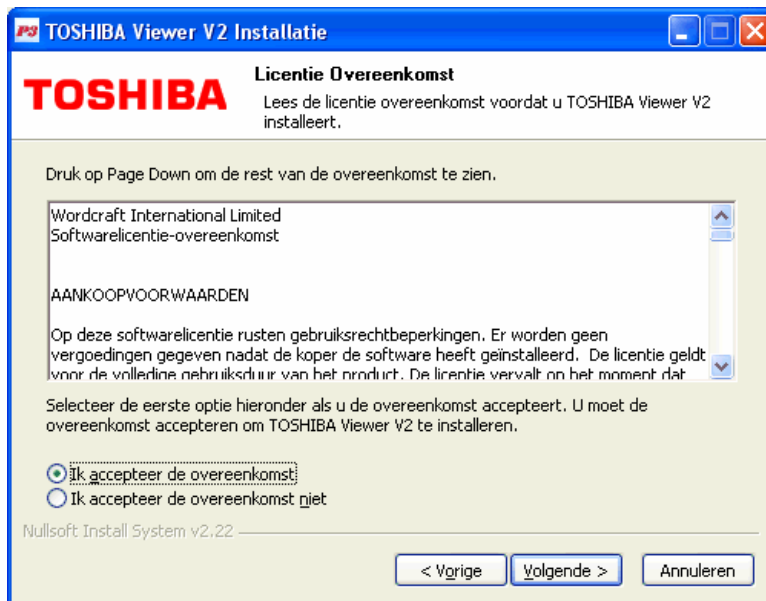 TOSHIBA Viewer V2 Installatie
TOSHIBA
Licentie Overeenkomst
Lees de licentie overeenkomst voordat u TOSHIBA Viewer V2
installeert.
Druk op Page Down om de rest van de overeenkomst te zien.
Wordcraft International Limited
Softwarelicentie-overeenkomst
AANKOOPVOORWAARDEN
Op deze softwarelicentie rusten gebruiksrechtbeperkingen. Er worden geen
vergoedingen gegeven nadat de koper de software heeft geïnstalleerd. De licentie geldt
voor de volledige gebruiksduur van het product. De licentie vervalt op het moment dat
Selecteer de eerste optie hieronder als u de overeenkomst accepteert. U moet de
overeenkomst accepteren om TOSHIBA Viewer V2 te installeren.
Ik accepteer de overeenkomst
Ik accepteer de overeenkomst niet
Nullsoft Install System v2.22
< Vorige
Volgende >
Annuleren